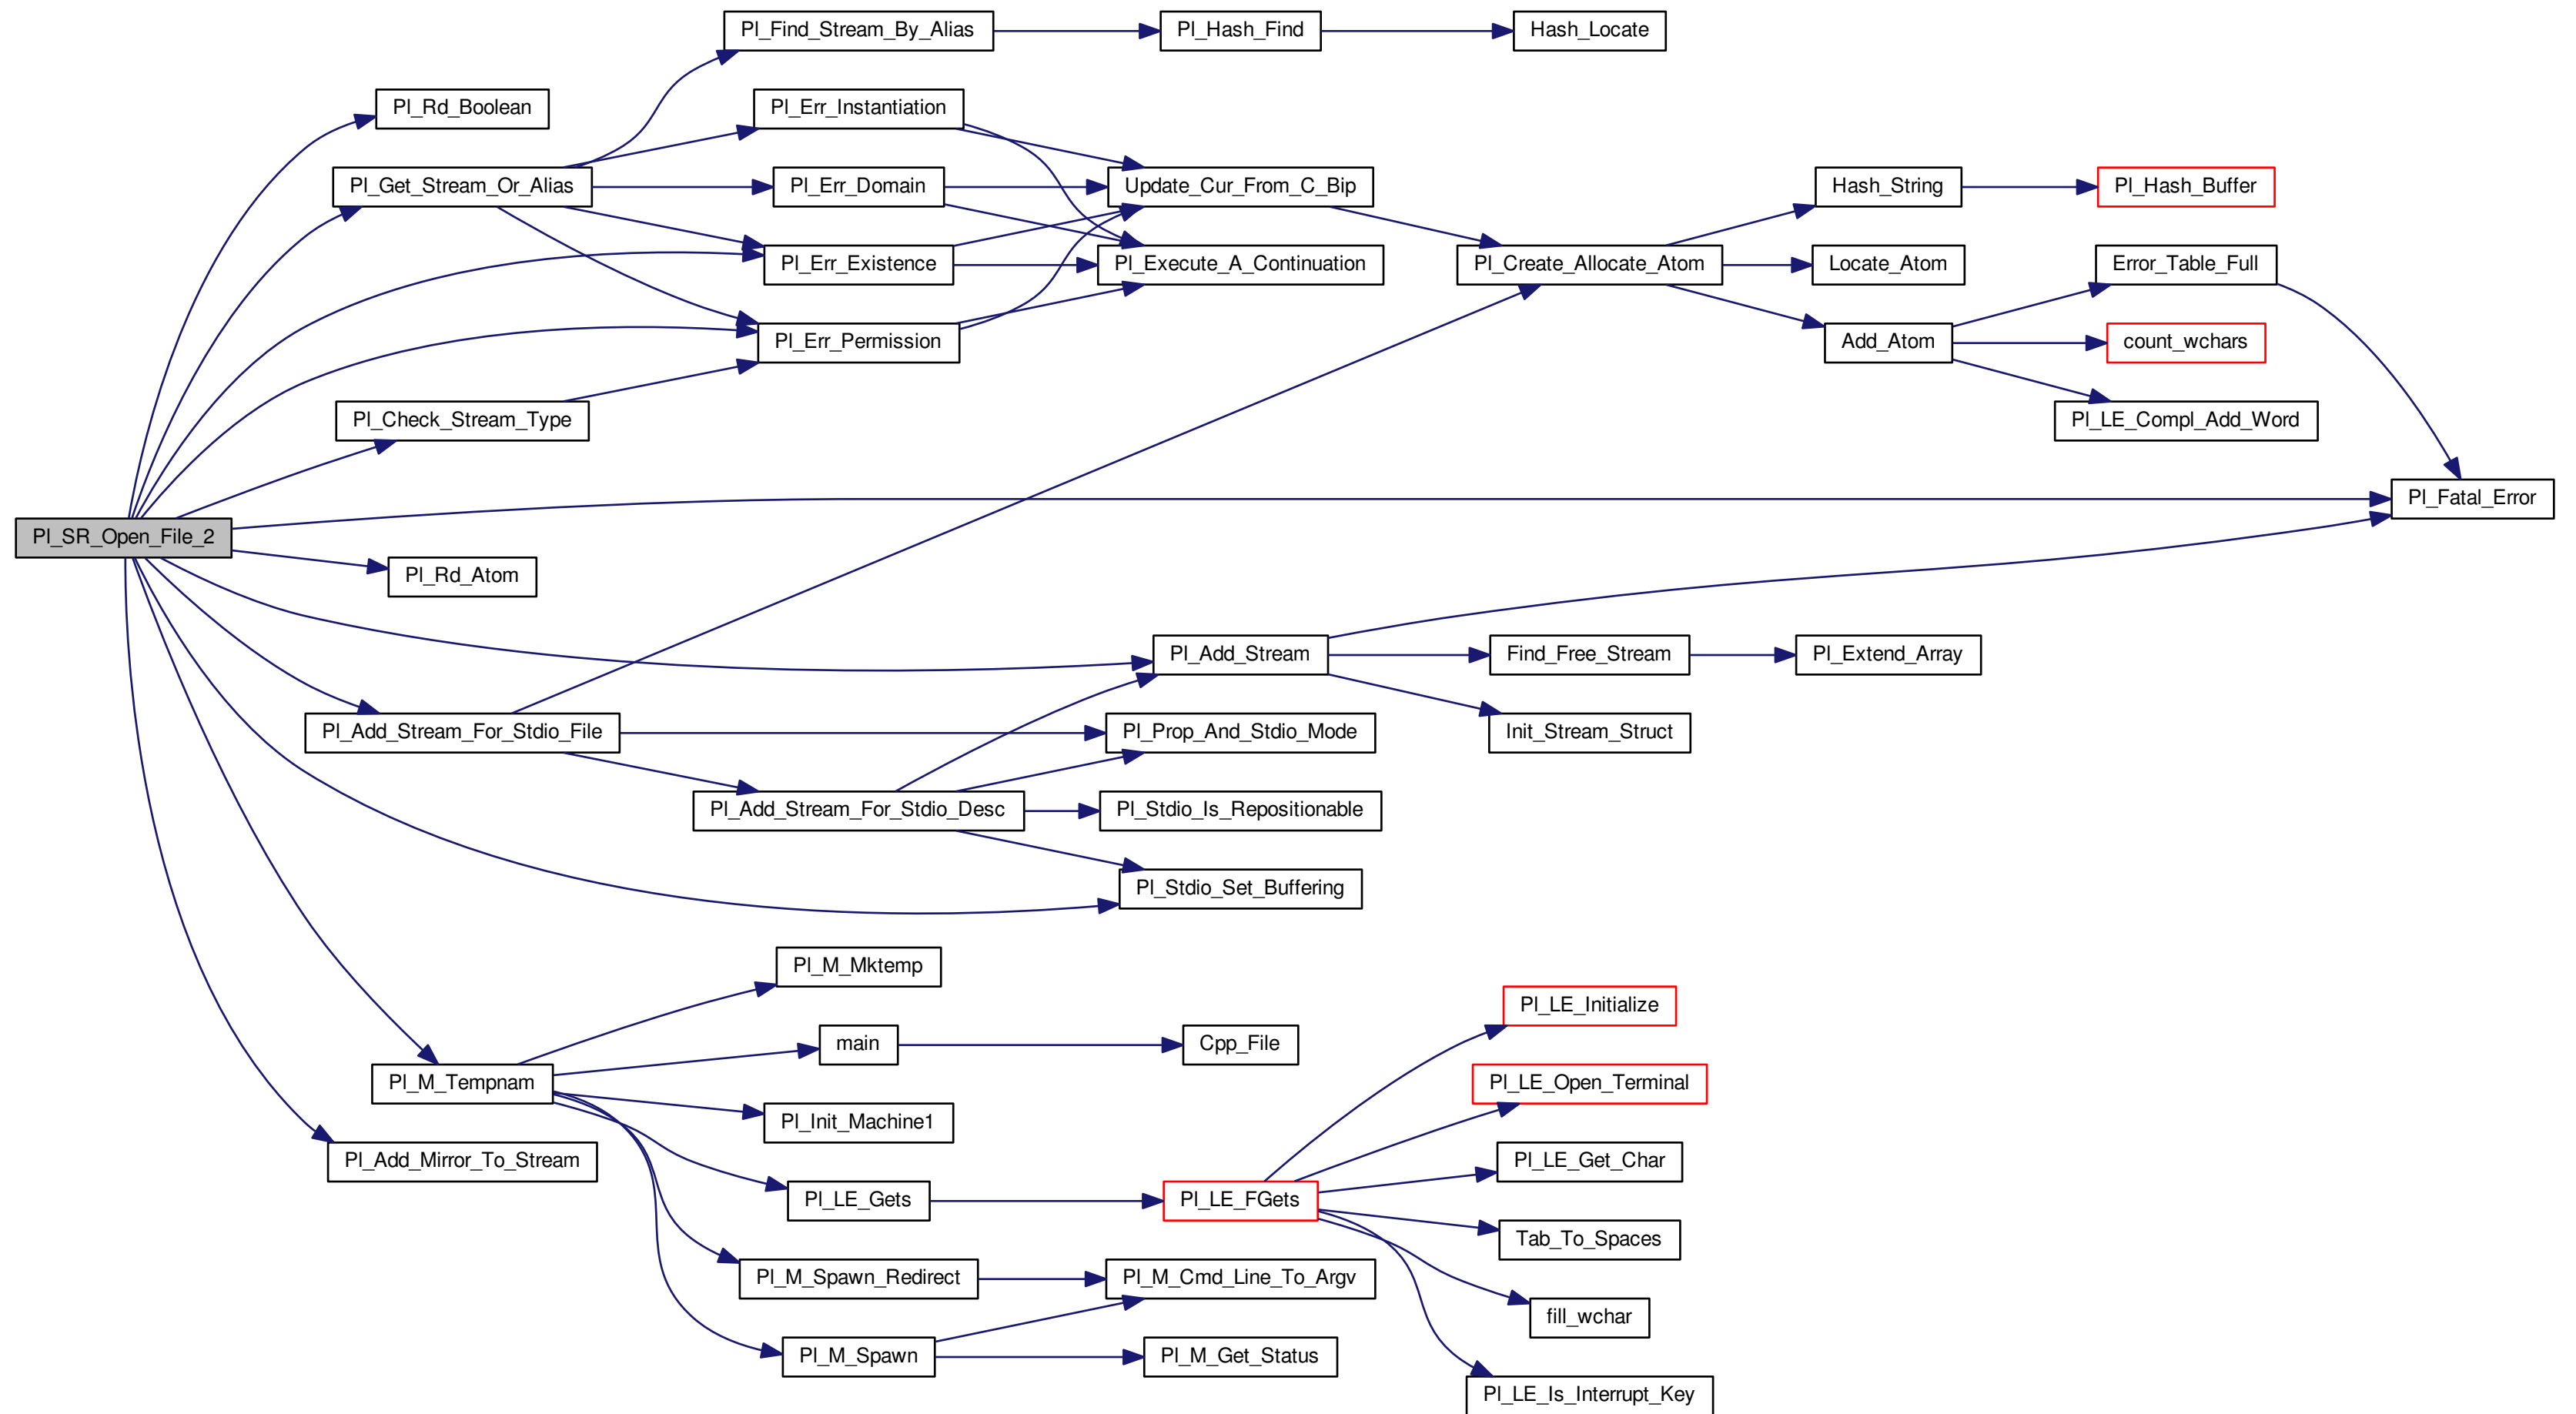 Pl_Find_Stream_By_Alias
Pl_Hash_Find
Hash_Locate
Pl_Rd_Boolean
Pl_Err_Instantiation
Pl_Get_Stream_Or_Alias
Pl_Err_Domain
Update_Cur_From_C_Bip
Hash_String
Pl_Hash_Buffer
Pl_Err_Existence
Pl_Execute_A_Continuation
Pl_Create_Allocate_Atom
Locate_Atom
Error_Table_Full
Pl_Err_Permission
Add_Atom
count_wchars
Pl_Check_Stream_Type
Pl_LE_Compl_Add_Word
Pl_Fatal_Error
Pl_SR_Open_File_2
Pl_Rd_Atom
Pl_Add_Stream
Find_Free_Stream
Pl_Extend_Array
Pl_Add_Stream_For_Stdio_File
Pl_Prop_And_Stdio_Mode
Init_Stream_Struct
Pl_Add_Stream_For_Stdio_Desc
Pl_Stdio_Is_Repositionable
Pl_Stdio_Set_Buffering
Pl_M_Mktemp
Pl_LE_Initialize
main
Cpp_File
Pl_M_Tempnam
Pl_LE_Open_Terminal
Pl_Init_Machine1
Pl_Add_Mirror_To_Stream
Pl_LE_Get_Char
Pl_LE_Gets
Pl_LE_FGets
Tab_To_Spaces
Pl_M_Spawn_Redirect
Pl_M_Cmd_Line_To_Argv
fill_wchar
Pl_M_Spawn
Pl_M_Get_Status
Pl_LE_Is_Interrupt_Key